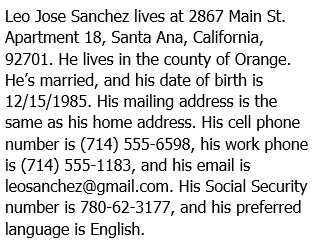 Leo Jose Sanchez lives at 2867 Main St.
Apartment 18, Santa Ana, California,
92701. He lives in the county of Orange.
He's married, and his date of birth is
12/15/1985. His mailing address is the
same as his home address. His cell phone
number is (714) 555-6598, his work phone
is (714) 555-1183, and his email is
leosanchez@gmail.com. His Social Security
number is 780-62-3177, and his preferred
language is English.